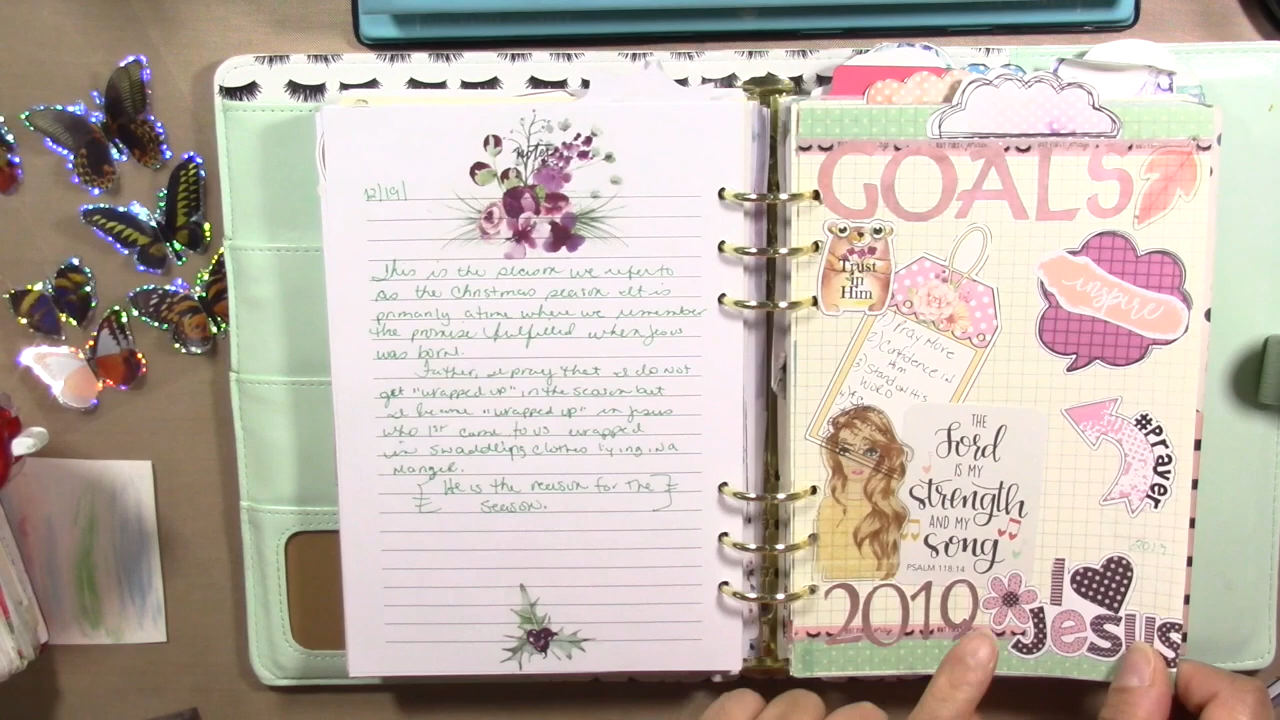 notes
12/19
This is the season we refer to
as the Christmas season. It is
primarily a time where we remember
the promise fulfilled when Jesus
was born.
Father, I pray that I do not
get "wrapped up" in the season but
I become "wrapped up" in Jesus
who 1st came to us wrapped
in swaddling clothes lying in a
manger.
He is the reason for the
season.
GOALS
Trust
in
Him
inspire
1) Pray More
2) Confidence in
Him
3) Stand on His
WORD
THE
Lord
IS MY
strength
AND MY
song
PSALM 118:14
#Prayer
2019
2019
I
Jesus